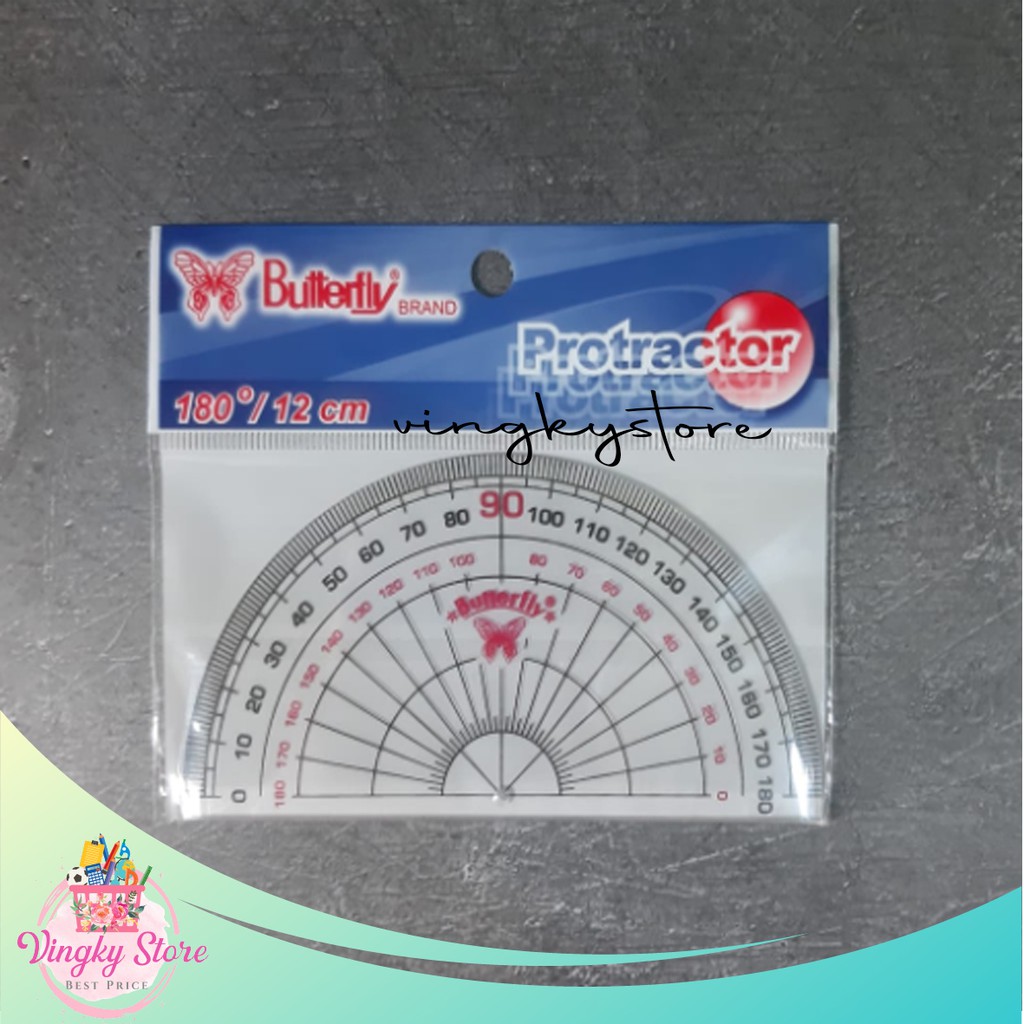 Butterfly® BRAND
Protractor
180°/12 cm
vingkystore
90
0 10 20 30 40 50 60 70 80 100 110 120 130 140 150 160 170 180
180 170 160 150 140 130 120 110 100 80 70 60 50 40 30 20 10 0
Butterfly®
Vingky Store
BEST PRICE